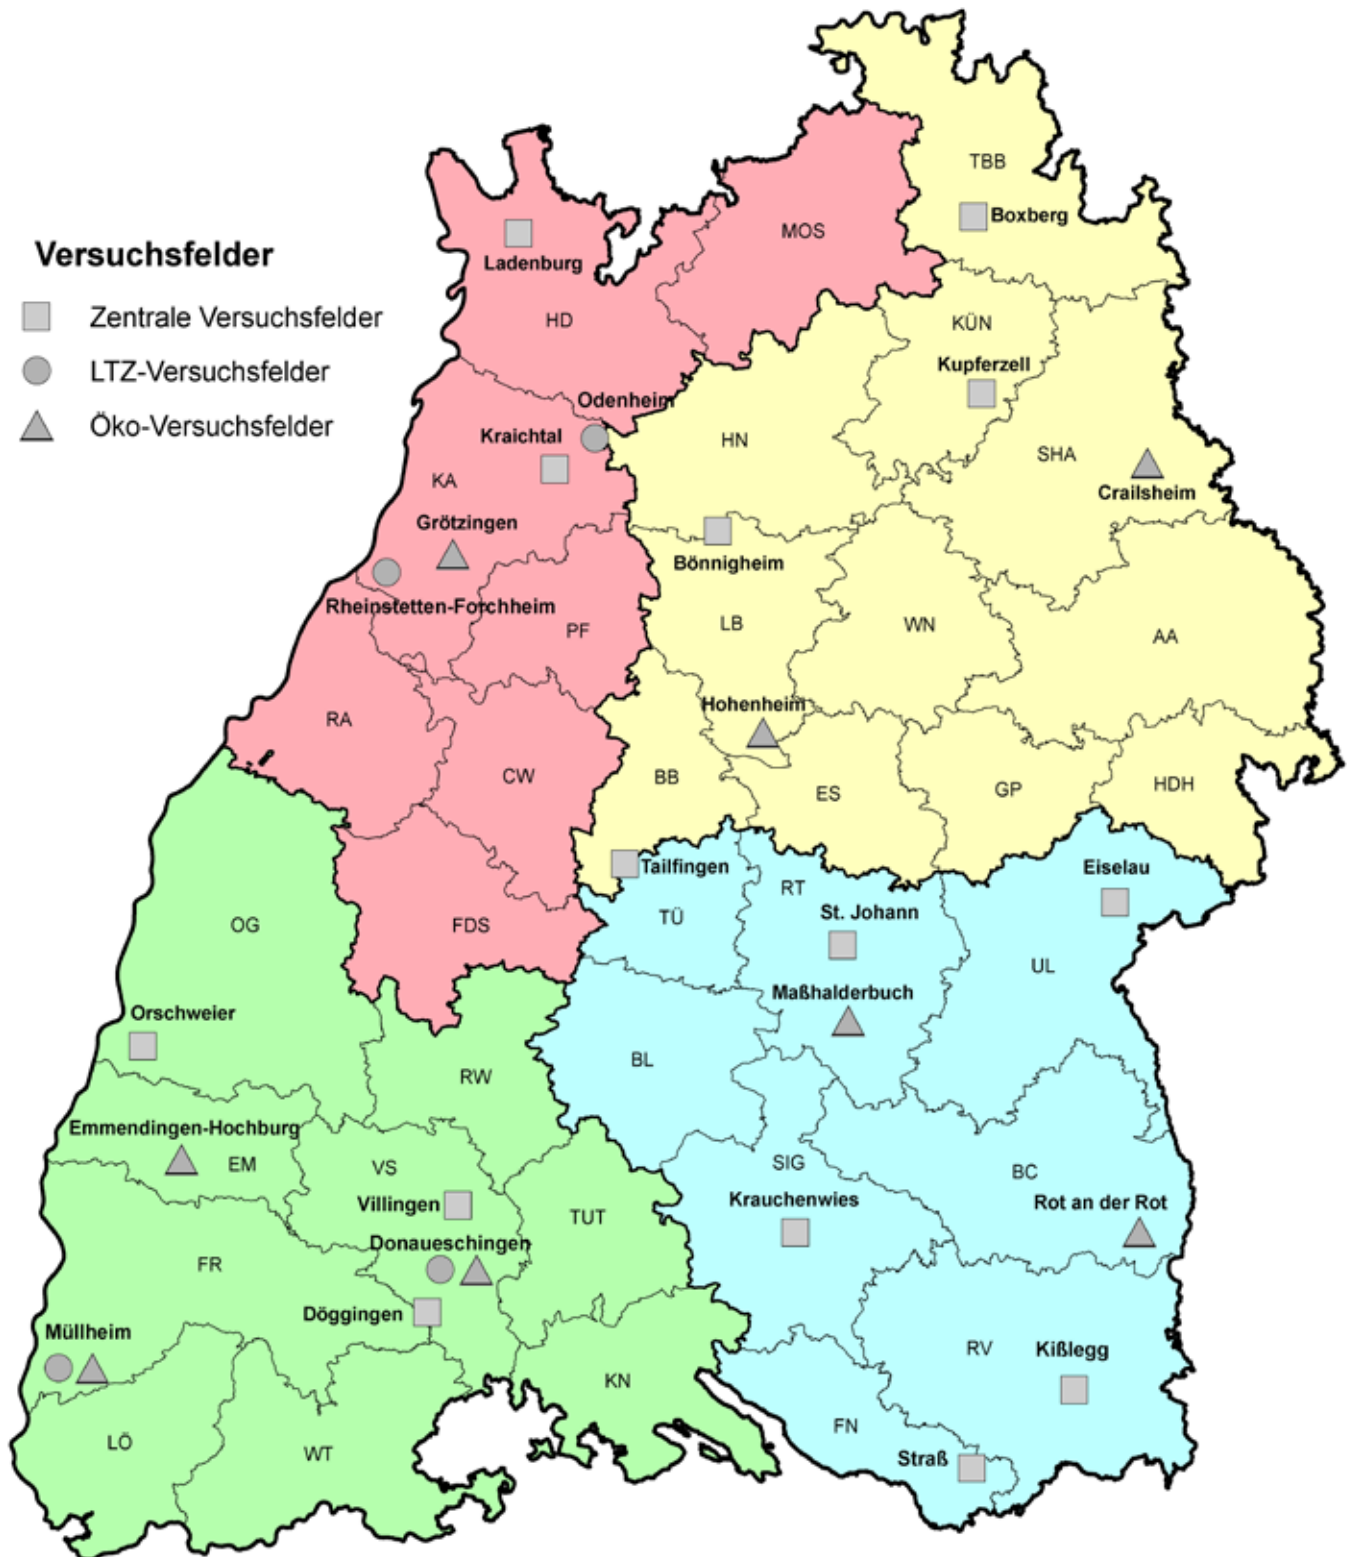 TBB
Boxberg
MOS
Versuchsfelder
Ladenburg
Zentrale Versuchsfelder
HD
KÜN
LTZ-Versuchsfelder
Kupferzell
Odenheim
Öko-Versuchsfelder
Kraichtal
HN
SHA
KA
Crailsheim
Grötzingen
Bönnigheim
Rheinstetten-Forchheim
PF
LB
WN
AA
RA
Hohenheim
CW
BB
ES
GP
HDH
Tailfingen
Eiselau
RT
OG
FDS
TÜ
St. Johann
UL
Maßhalderbuch
Orschweier
BL
RW
Emmendingen-Hochburg
EM
VS
SIG
BC
Villingen
Krauchenwies
Rot an der Rot
TUT
Donaueschingen
FR
Döggingen
Müllheim
RV
Kißlegg
KN
LÖ
WT
FN
Straß